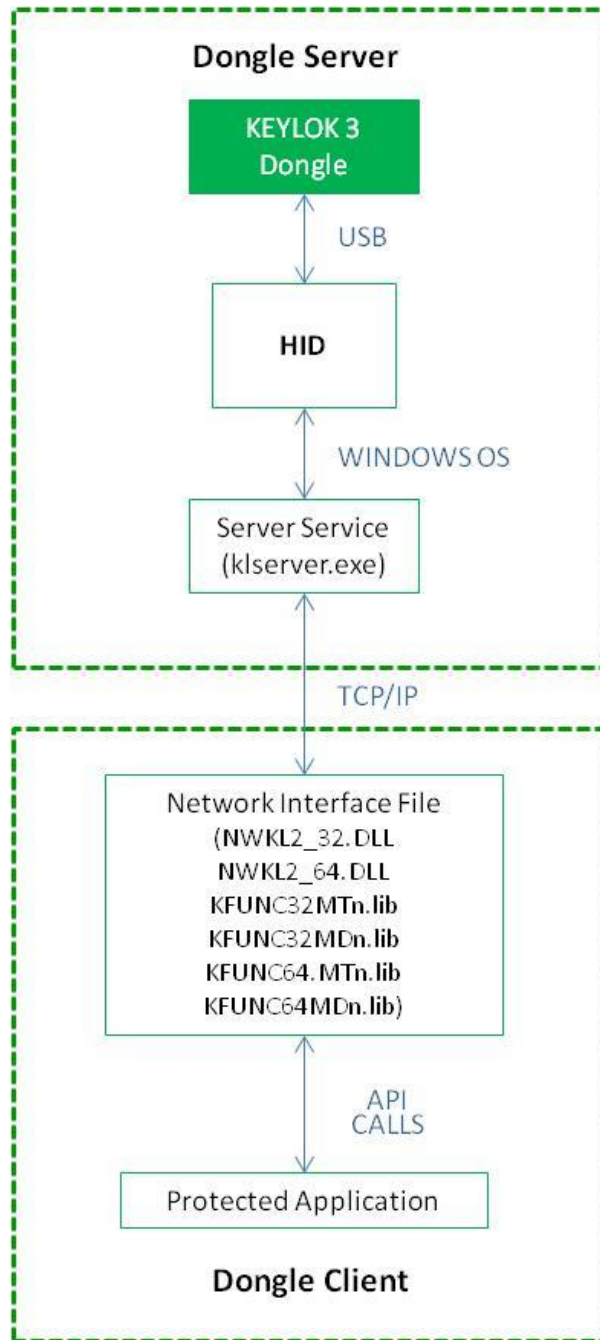 Dongle Server
KEYLOK 3
Dongle
USB
HID
WINDOWS OS
Server Service
(klserver.exe)
TCP/IP
Network Interface File
(NWKL2_32.DLL
NWKL2_64.DLL
KFUNC32MTn.lib
KFUNC32MDn.lib
KFUNC64.MTn.lib
KFUNC64MDn.lib)
API
CALLS
Protected Application
Dongle Client